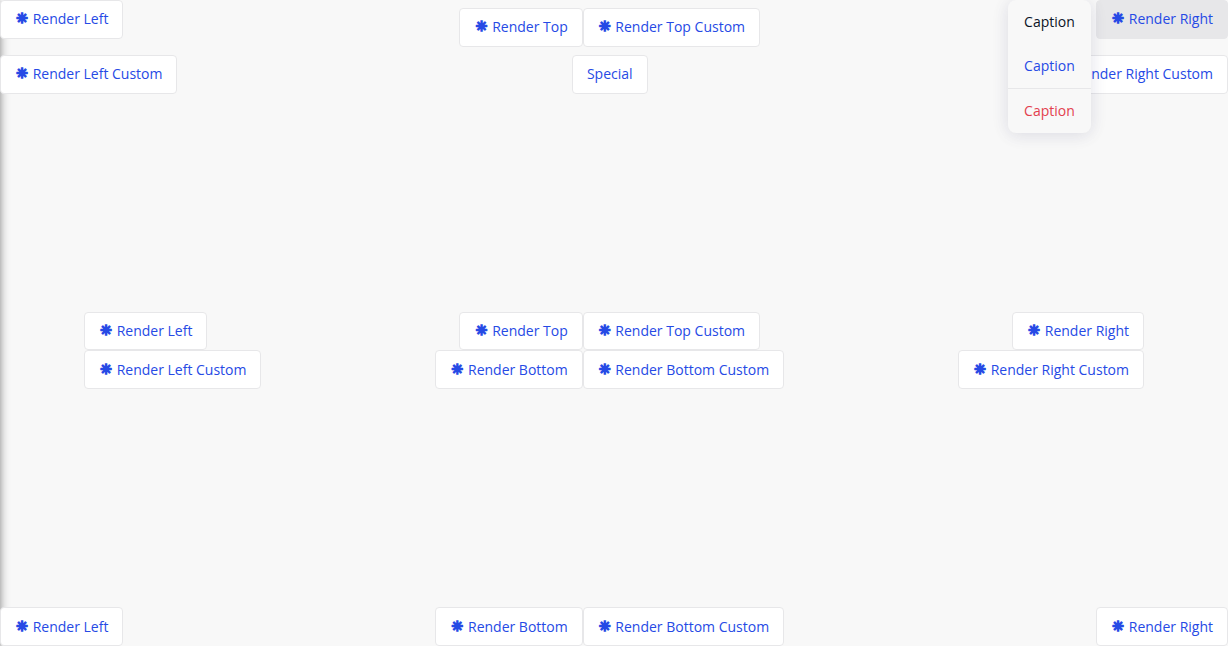 Render Left
Render Top
Render Top Custom
Caption
Render Right
Render Left Custom
Special
Caption
nder Right Custom
Caption
Render Left
Render Top
Render Top Custom
Render Right
Render Left Custom
Render Bottom
Render Bottom Custom
Render Right Custom
Render Left
Render Bottom
Render Bottom Custom
Render Right